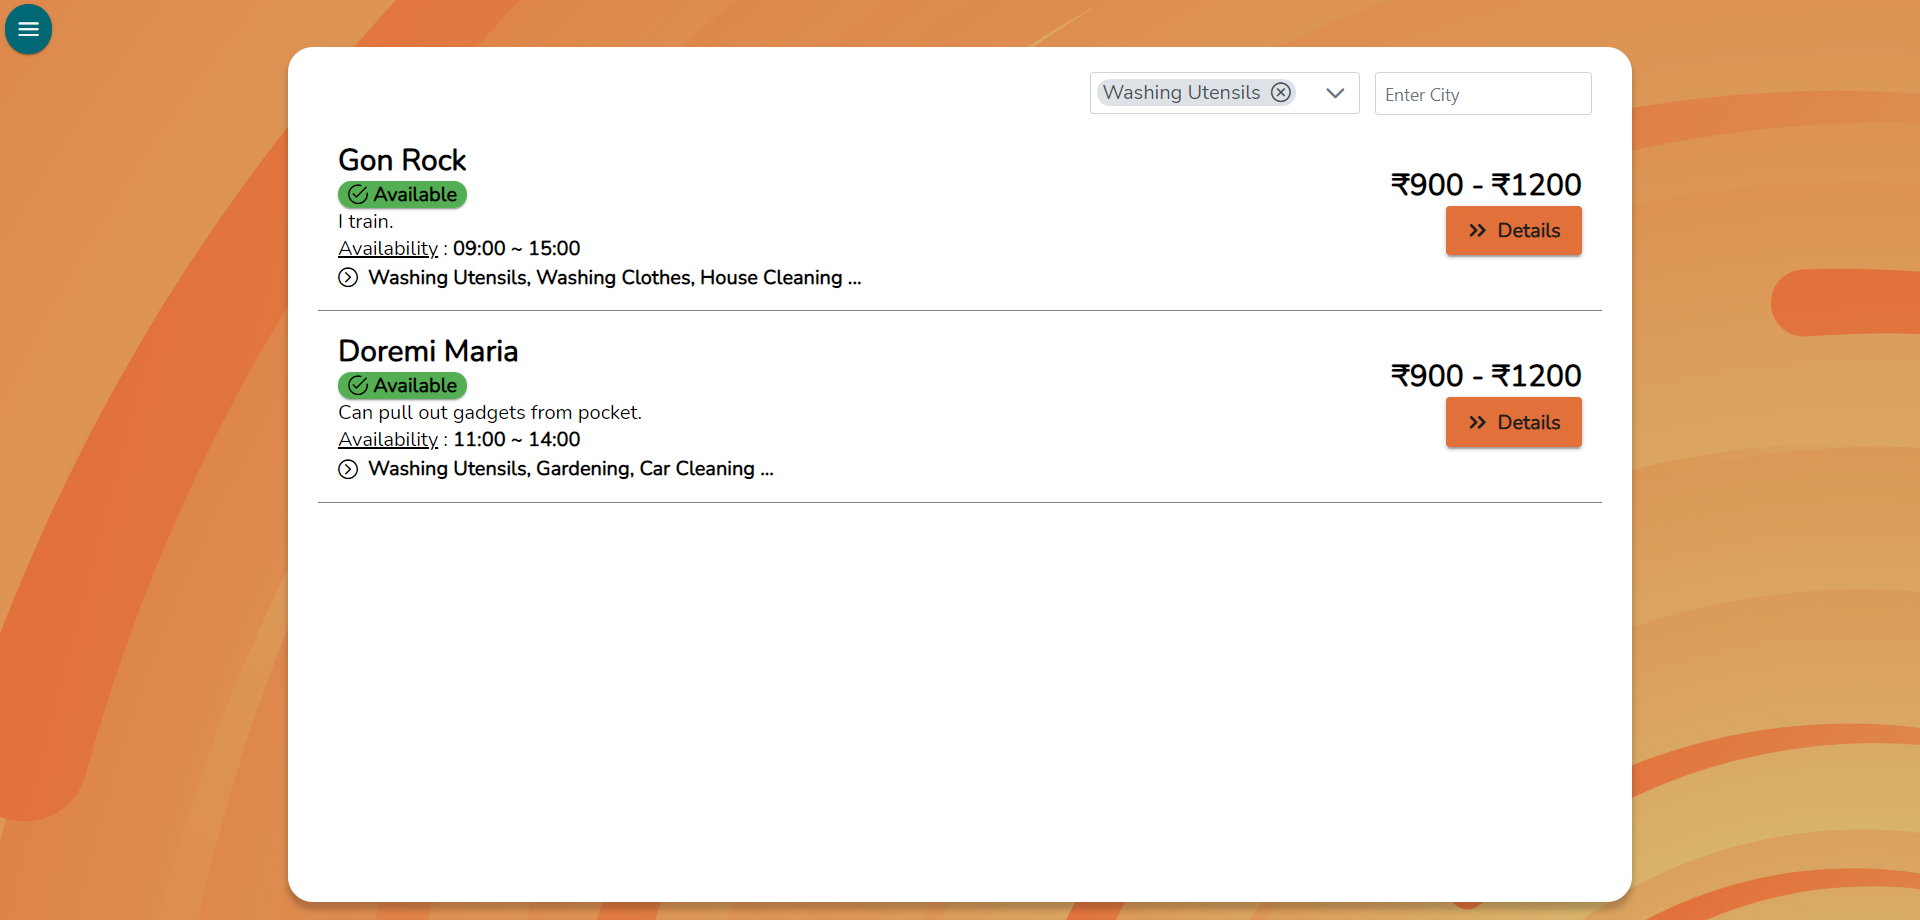 Washing Utensils
Enter City
Gon Rock
Available
I train.
Availability : 09:00 ~ 15:00
Washing Utensils, Washing Clothes, House Cleaning ...
₹900 - ₹1200
Details
Doremi Maria
Available
Can pull out gadgets from pocket.
Availability : 11:00 ~ 14:00
Washing Utensils, Gardening, Car Cleaning ...
₹900 - ₹1200
Details